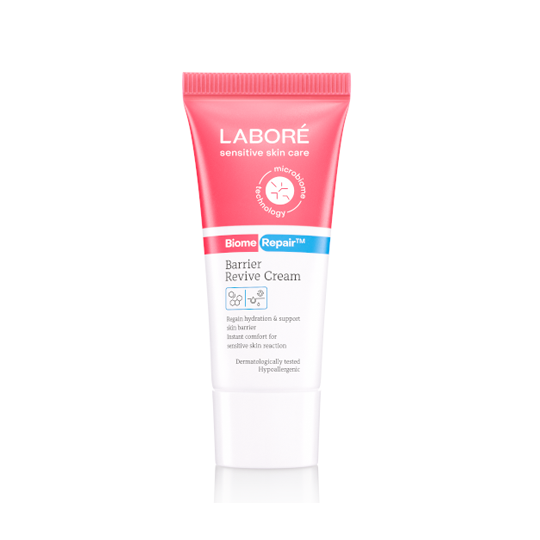 LABORÉ
sensitive skin care
microbiome
technology
Biome Repair™
Barrier
Revive Cream
Regain hydration & support
skin barrier
Instant comfort for
sensitive skin reaction
Dermatologically tested
Hypoallergenic